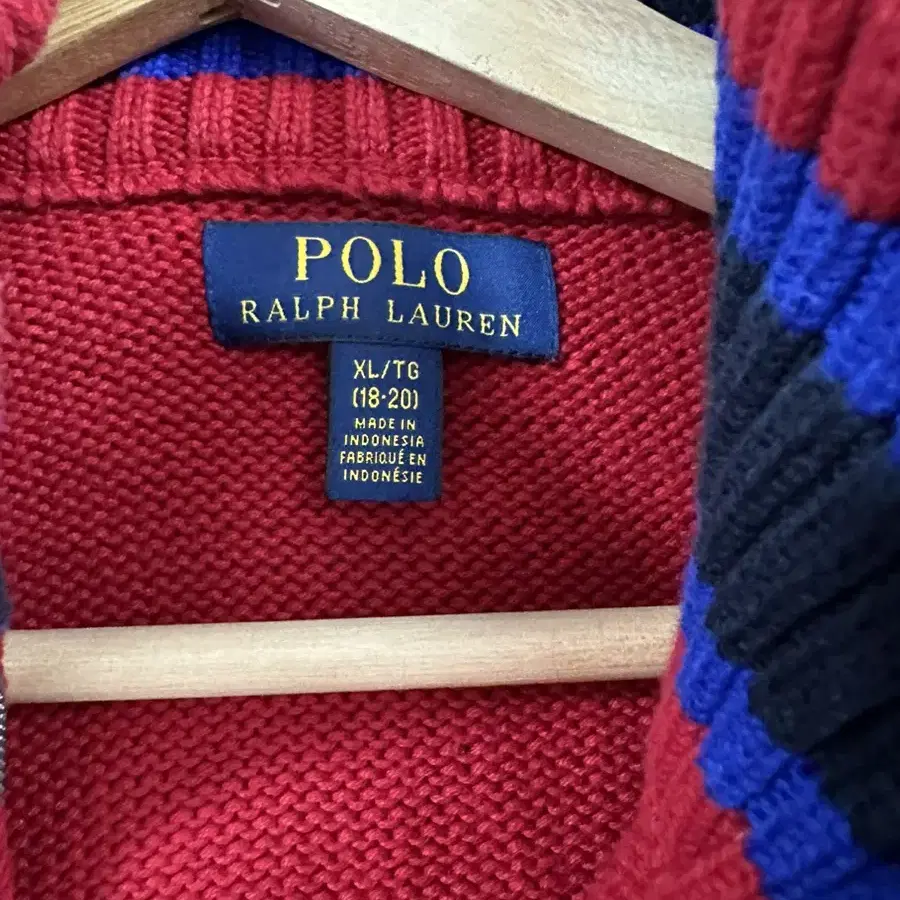 POLO
RALPH LAUREN
XL/TG
(18-20)
MADE IN
INDONESIA
FABRIQUÉ EN
INDONÉSIE